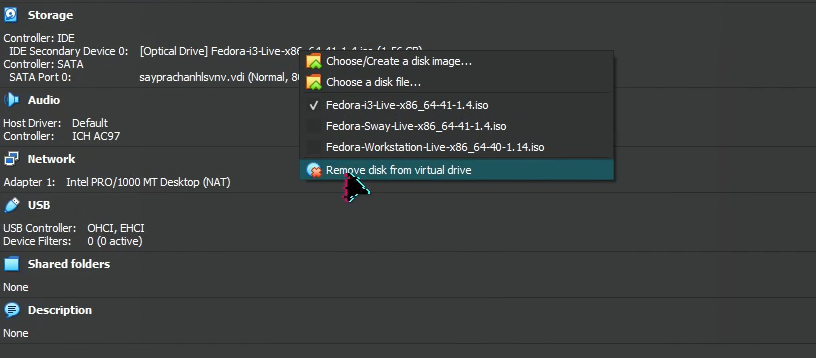 Storage
Controller: IDE
IDE Secondary Device 0: [Optical Drive] Fedora-i3-Live-x86_64-41-1.4.iso (1.56 GB)
Controller: SATA
SATA Port 0: sayprachanhlsvnv.vdi (Normal, 80
Choose/Create a disk image...
Choose a disk file...
Fedora-i3-Live-x86_64-41-1.4.iso
Fedora-Sway-Live-x86_64-41-1.4.iso
Fedora-Workstation-Live-x86_64-40-1.14.iso
Remove disk from virtual drive
Audio
Host Driver: Default
Controller: ICH AC97
Network
Adapter 1: Intel PRO/1000 MT Desktop (NAT)
USB
USB Controller: OHCI, EHCI
Device Filters: 0 (0 active)
Shared folders
None
Description
None